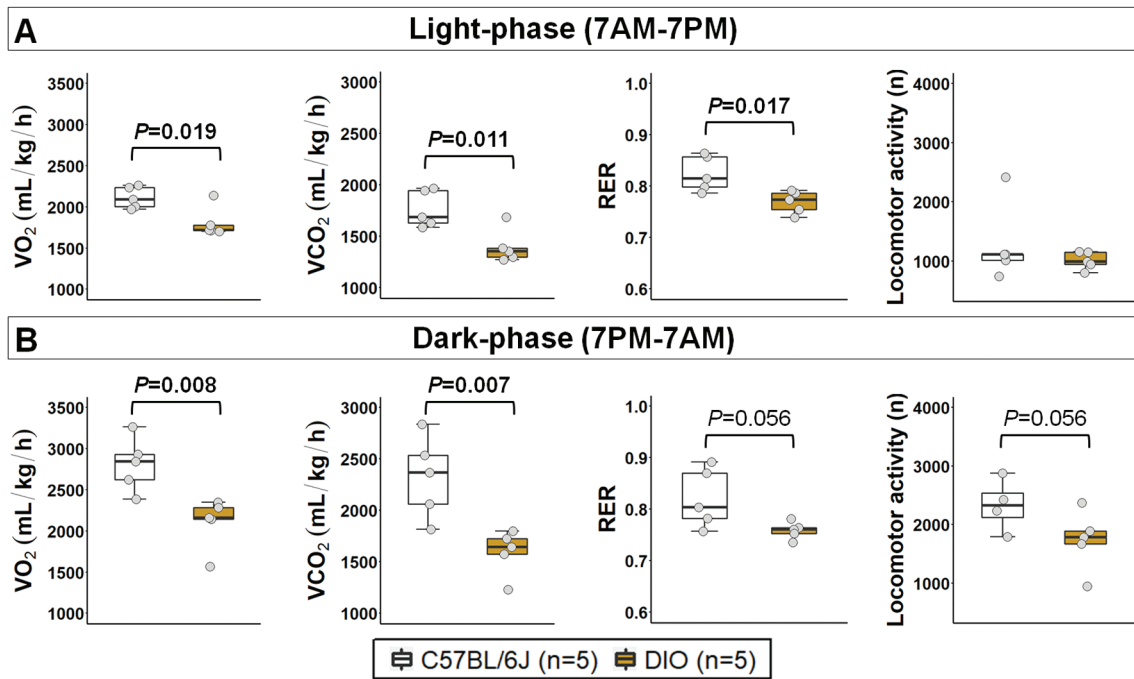 A
Light-phase (7AM-7PM)
VO₂ (mL/kg/h)
3500
3000
2500
2000
1500
1000
P=0.019
VCO₂ (mL/kg/h)
3000
2500
2000
1500
1000
P=0.011
RER
1.0
0.9
0.8
0.7
0.6
P=0.017
Locomotor activity (n)
4000
3000
2000
1000
B
Dark-phase (7PM-7AM)
VO₂ (mL/kg/h)
3500
3000
2500
2000
1500
1000
P=0.008
VCO₂ (mL/kg/h)
3000
2500
2000
1500
1000
P=0.007
RER
1.0
0.9
0.8
0.7
0.6
P=0.056
Locomotor activity (n)
4000
3000
2000
1000
P=0.056
C57BL/6J (n=5) DIO (n=5)